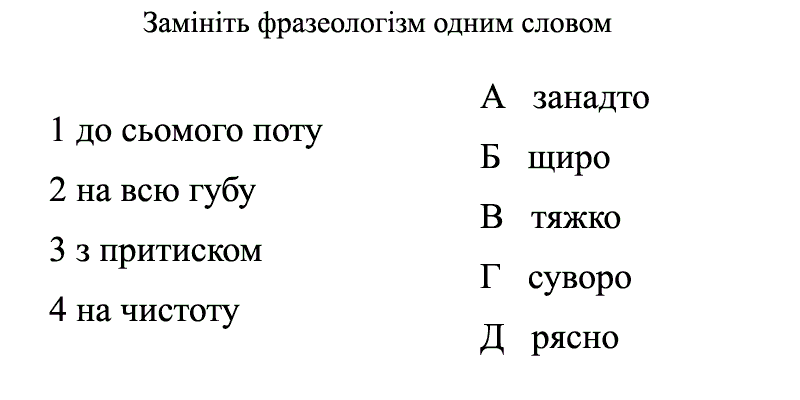 Замініть фразеологізм одним словом
1 до сьомого поту
2 на всю губу
3 з притиском
4 на чистоту
А занадто
Б щиро
В тяжко
Г суворо
Д рясно